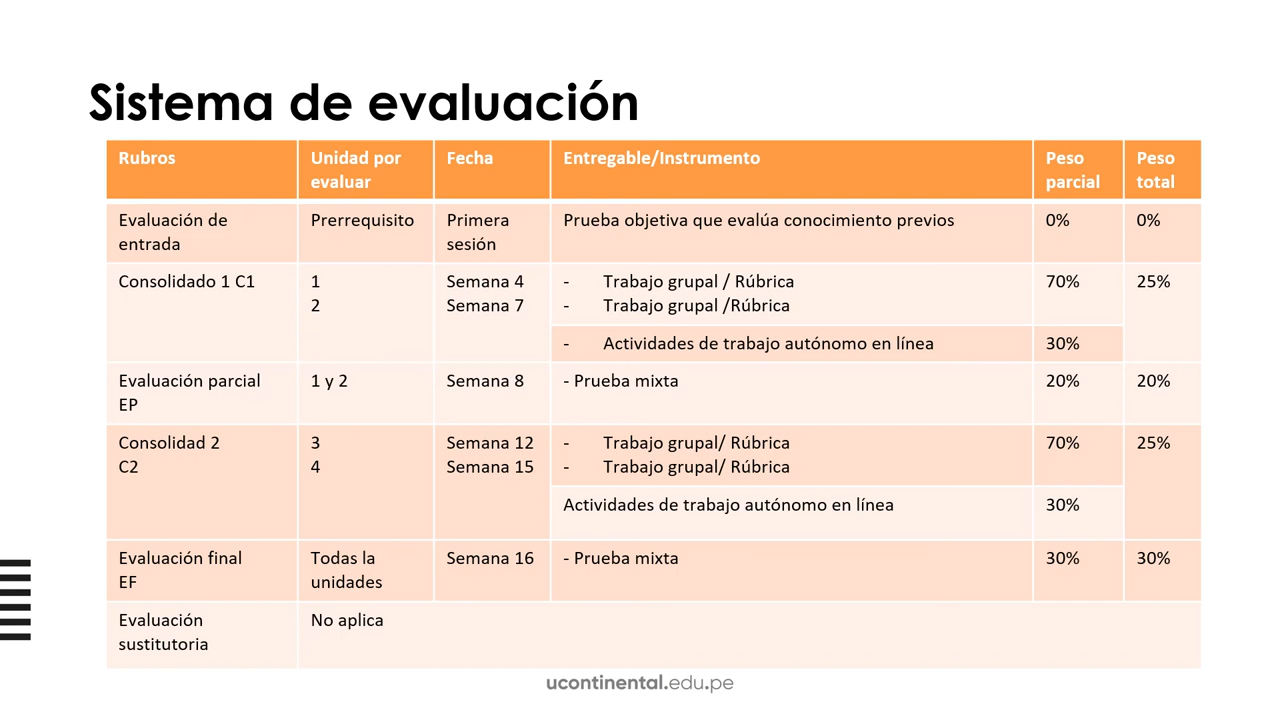 Sistema de evaluación
Rubros
Unidad por
evaluar
Fecha
Entregable/Instrumento
Peso
parcial
Peso
total
Evaluación de
entrada
Prerrequisito
Primera
sesión
Prueba objetiva que evalúa conocimiento previos
0%
0%
Consolidado 1 C1
1
2
Semana 4
Semana 7
- Trabajo grupal / Rúbrica
- Trabajo grupal /Rúbrica
70%
25%
- Actividades de trabajo autónomo en línea
30%
Evaluación parcial
EP
1 y 2
Semana 8
- Prueba mixta
20%
20%
Consolidad 2
C2
3
4
Semana 12
Semana 15
- Trabajo grupal/ Rúbrica
- Trabajo grupal/ Rúbrica
70%
25%
Actividades de trabajo autónomo en línea
30%
Evaluación final
EF
Todas la
unidades
Semana 16
- Prueba mixta
30%
30%
Evaluación
sustitutoria
No aplica
ucontinental.edu.pe